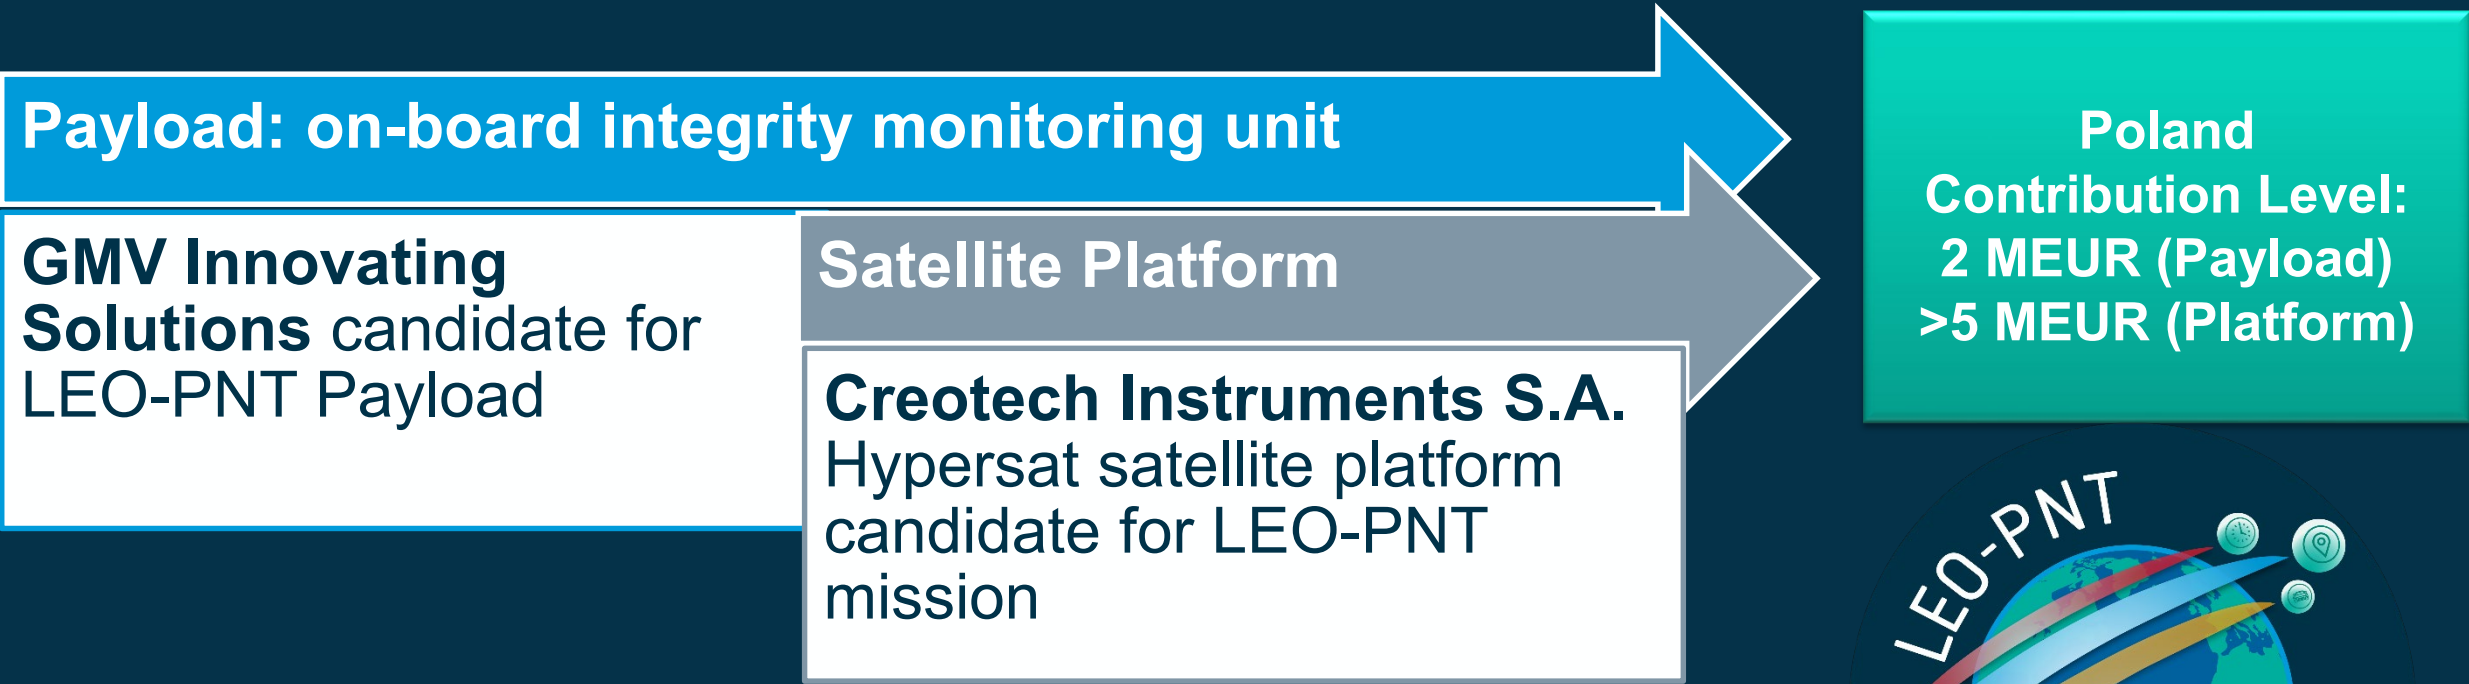 Payload: on-board integrity monitoring unit
GMV Innovating
Solutions candidate for
LEO-PNT Payload
Satellite Platform
Creotech Instruments S.A.
Hypersat satellite platform
candidate for LEO-PNT
mission
Poland
Contribution Level:
2 MEUR (Payload)
>5 MEUR (Platform)
LEO-PNT